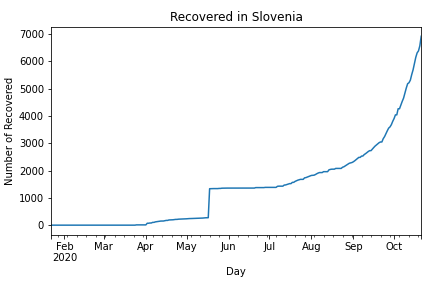 Recovered in Slovenia
Number of Recovered
7000
6000
5000
4000
3000
2000
1000
0
Feb Mar Apr May Jun Jul Aug Sep Oct
2020
Day